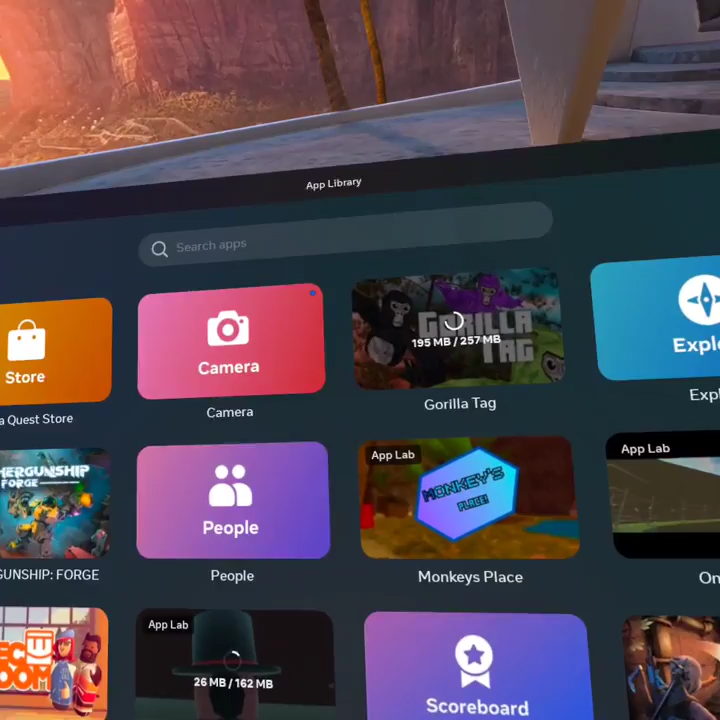 App Library
Search apps
Store
Camera
GORILLA TAG
195 MB / 257 MB
Explo
a Quest Store
Camera
Gorilla Tag
Expl
HERGUNSHIP
FORGE
People
App Lab
MONKEY'S
PLACE!
App Lab
GUNSHIP: FORGE
People
Monkeys Place
On
EC
OOM
App Lab
26 MB / 162 MB
Scoreboard